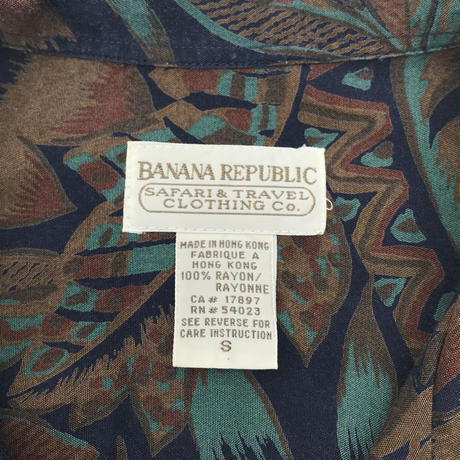 BANANA REPUBLIC
SAFARI & TRAVEL
CLOTHING Co.
MADE IN HONG KONG
FABRIQUE A
HONG KONG
100% RAYON/
RAYONNE
CA# 17897
RN# 54023
SEE REVERSE FOR
CARE INSTRUCTION
S